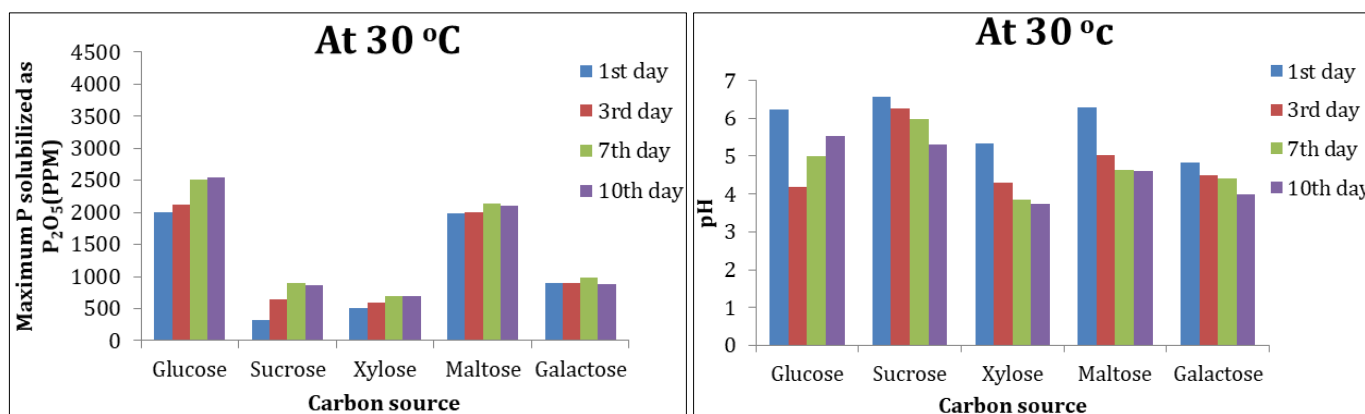 At 30 °C
4500
4000
3500
3000
2500
2000
1500
1000
500
0
Maximum P solubilized as
P₂O₅(PPM)
1st day
3rd day
7th day
10th day
Glucose Sucrose Xylose Maltose Galactose
Carbon source
At 30 °c
7
6
5
4
3
2
1
0
pH
1st day
3rd day
7th day
10th day
Glucose Sucrose Xylose Maltose Galactose
Carbon source